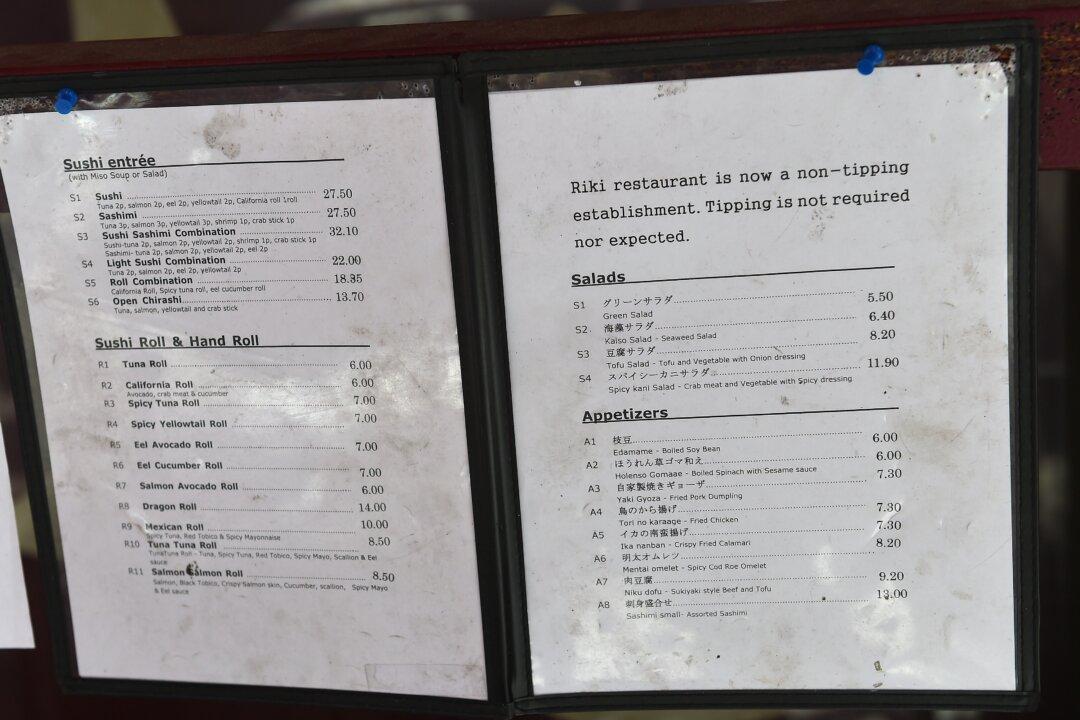 Sushi entrée
(with Miso Soup or Salad)
S1 Sushi 27.50
Tuna 2p, salmon 2p, eel 2p, yellowtail 2p, California roll 1roll
S2 Sashimi 27.50
Tuna 3p, salmon 3p, yellowtail 3p, shrimp 1p, crab stick 1p
S3 Sushi Sashimi Combination 32.10
Sushi-tuna 2p, salmon 2p, yellowtail 2p, shrimp 1p, crab stick 1p
Sashimi- tuna 2p, salmon 2p, yellowtail 2p, eel 2p
S4 Light Sushi Combination 22.00
Tuna 2p, salmon 2p, eel 2p, yellowtail 2p
S5 Roll Combination 18.35
California Roll, Spicy tuna roll, eel cucumber roll
S6 Open Chirashi 13.70
Tuna, salmon, yellowtail and crab stick
Sushi Roll & Hand Roll
R1 Tuna Roll 6.00
R2 California Roll 6.00
Avocado, crab meat & cucumber
R3 Spicy Tuna Roll 7.00
R4 Spicy Yellowtail Roll 7.00
R5 Eel Avocado Roll 7.00
R6 Eel Cucumber Roll 7.00
R7 Salmon Avocado Roll 6.00
R8 Dragon Roll 14.00
R9 Mexican Roll 10.00
Spicy Tuna, Red Tobico & Spicy Mayonnaise
R10 Tuna Tuna Roll 8.50
TunaTuna Roll - Tuna, Spicy Tuna, Red Tobico, Spicy Mayo, Scallion & Eel
sauce
R11 Salmon Salmon Roll 8.50
Salmon, Black Tobico, Crispy Salmon skin, Cucumber, scallion, Spicy Mayo
& Eel sauce
Riki restaurant is now a non-tipping
establishment. Tipping is not required
nor expected.
Salads
S1 グリーンサラダ 5.50
Green Salad
S2 海藻サラダ 6.40
Kaiso Salad - Seaweed Salad
S3 豆腐サラダ 8.20
Tofu Salad - Tofu and Vegetable with Onion dressing
S4 スパイシーカニサラダ 11.90
Spicy kani Salad - Crab meat and Vegetable with Spicy dressing
Appetizers
A1 枝豆 6.00
Edamame - Boiled Soy Bean
A2 ほうれん草ゴマ和え 6.00
Holenso Gomaae - Boiled Spinach with Sesame sauce
A3 自家製焼きギョーザ 7.30
Yaki Gyoza - Fried Pork Dumpling
A4 鳥のから揚げ 7.30
Tori no karaage - Fried Chicken
A5 イカの南蛮揚げ 7.30
Ika nanban - Crispy Fried Calamari
A6 明太オムレツ 8.20
Mentai omelet - Spicy Cod Roe Omelet
A7 肉豆腐 9.20
Niku dofu - Sukiyaki style Beef and Tofu
A8 刺身盛合せ 13.00
Sashimi small- Assorted Sashimi